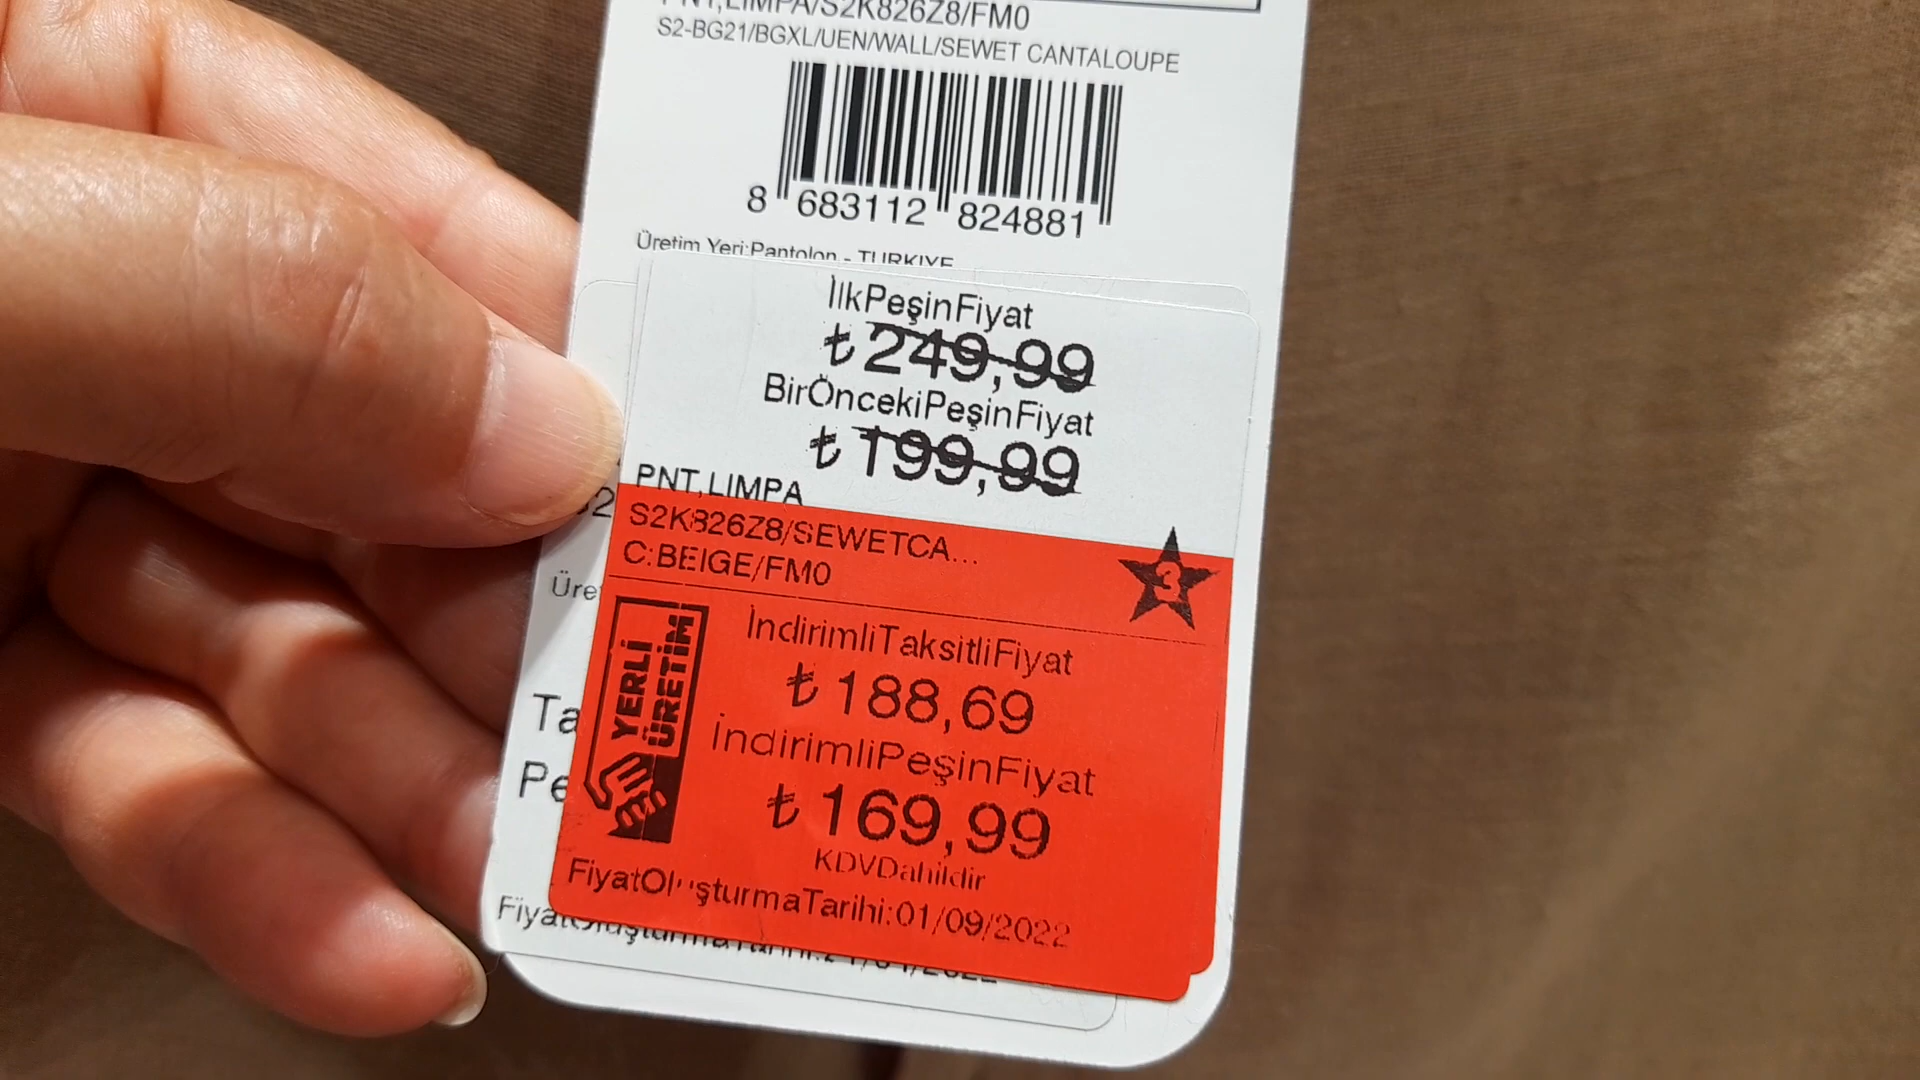 PNT,LIMPA/S2K826Z8/FM0
S2-BG21/BGXL/UEN/WALL/SEWET CANTALOUPE
8 683112 824881
Üretim Yeri:Pantolon - TURKIYE
İlkPeşinFiyat
₺249,99
BirÖncekiPeşinFiyat
₺199,99
PNT,LIMPA
S2K826Z8/SEWETCA...
C:BEIGE/FM0
3
YERLİ
ÜRETİM
İndirimliTaksitliFiyat
₺188,69
İndirimliPeşinFiyat
₺169,99
KDVDahildir
FiyatOluşturmaTarihi:01/09/2022